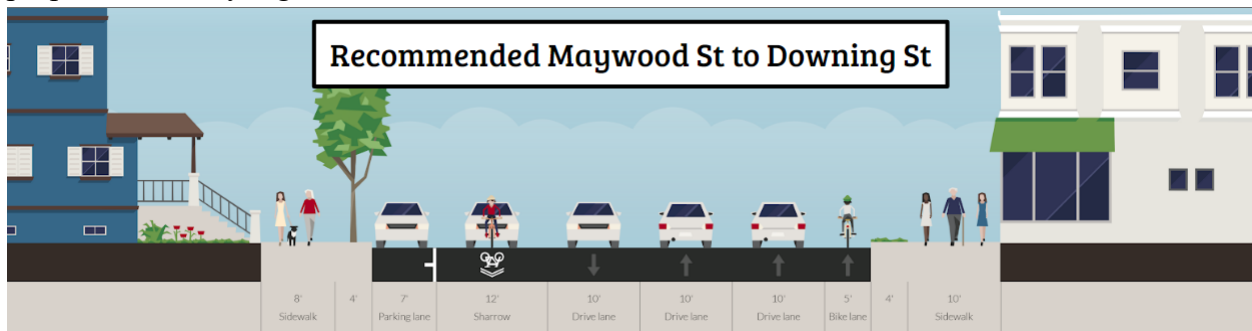 Recommended Maywood St to Downing St
8' 4' 7' 12' 10' 10' 10' 5' 4' 10'
Sidewalk Parking lane Sharrow Drive lane Drive lane Drive lane Bike lane Sidewalk